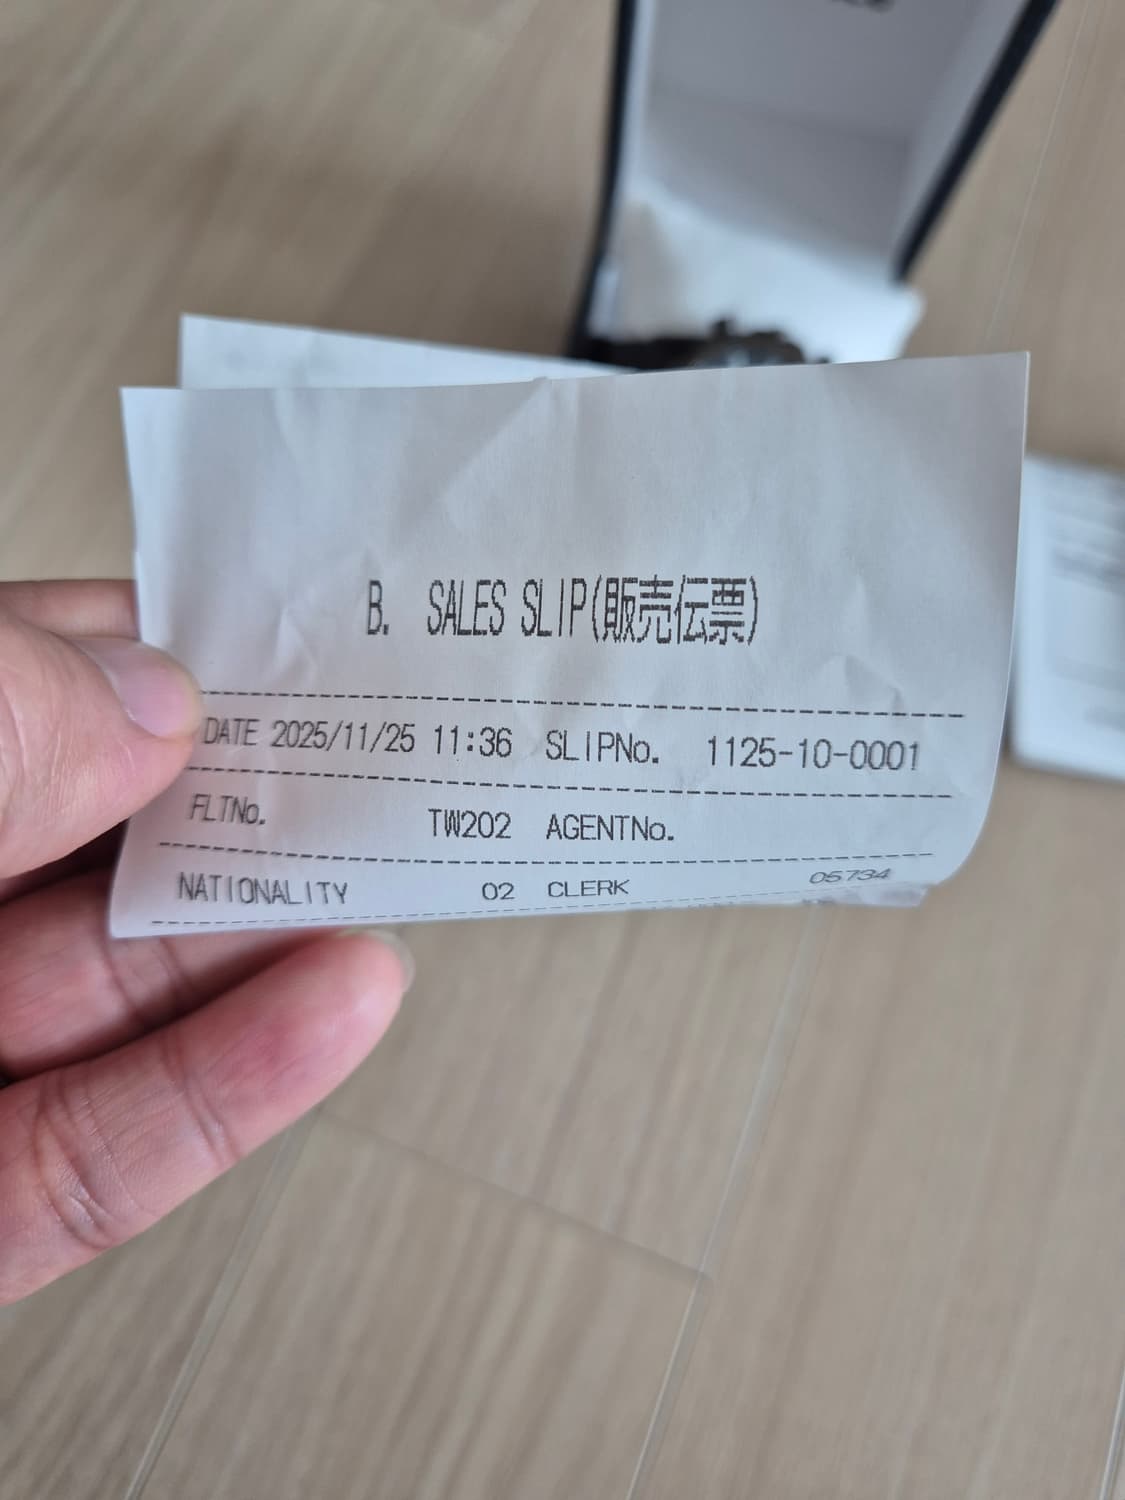 B. SALES SLIP(販売伝票)
DATE 2025/11/25 11:36 SLIPNo. 1125-10-0001
FLTNo. TW202 AGENTNo.
NATIONALITY 02 CLERK 05734